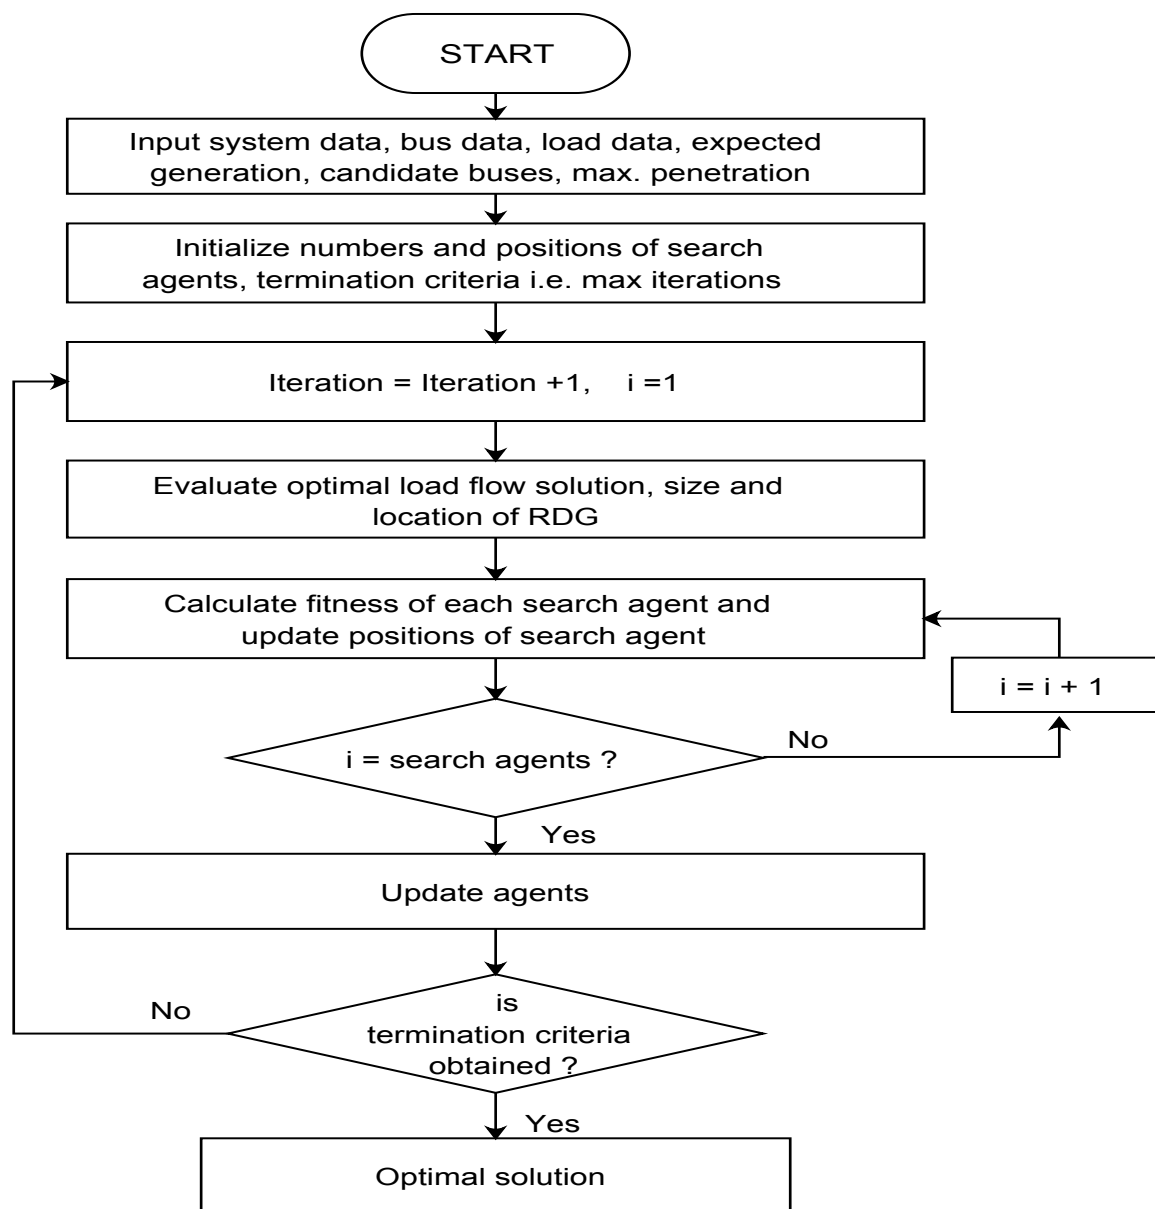 START
Input system data, bus data, load data, expected
generation, candidate buses, max. penetration
Initialize numbers and positions of search
agents, termination criteria i.e. max iterations
Iteration = Iteration +1, i =1
Evaluate optimal load flow solution, size and
location of RDG
Calculate fitness of each search agent and
update positions of search agent
i = i + 1
i = search agents ?
No
Yes
Update agents
No
is
termination criteria
obtained ?
Yes
Optimal solution